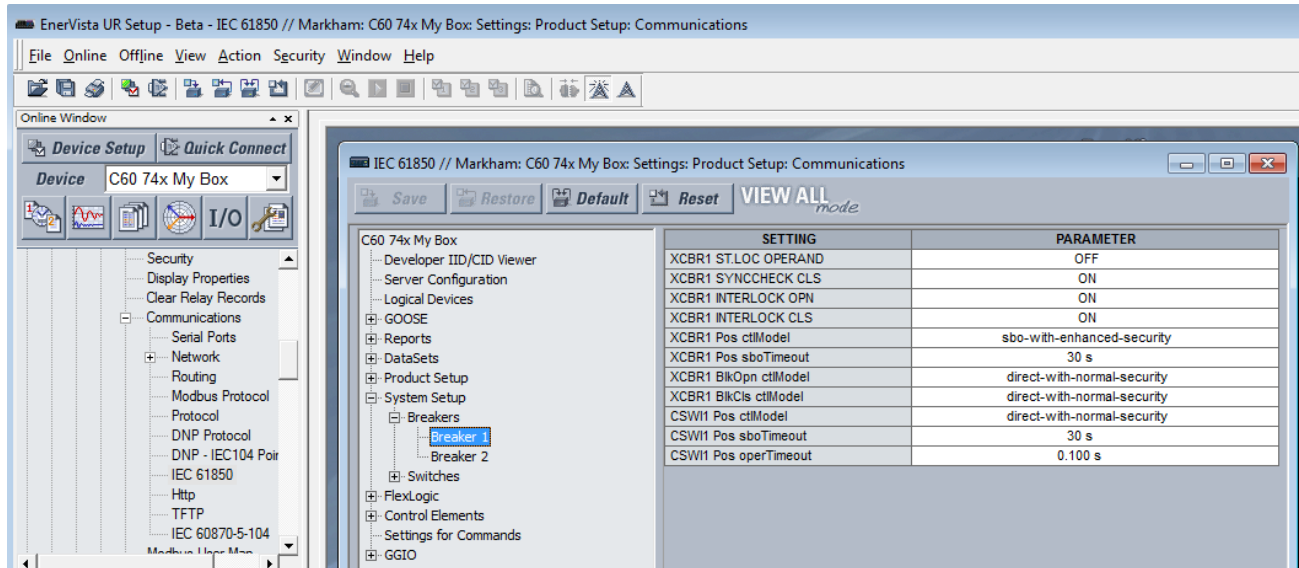 EnerVista UR Setup - Beta - IEC 61850 // Markham: C60 74x My Box: Settings: Product Setup: Communications
File Online Offline View Action Security Window Help
Online Window
Device Setup Quick Connect
Device C60 74x My Box
I/O
Security
Display Properties
Clear Relay Records
Communications
Serial Ports
Network
Routing
Modbus Protocol
Protocol
DNP Protocol
DNP - IEC104 Poin
IEC 61850
Http
TFTP
IEC 60870-5-104
Modbus User Map
IEC 61850 // Markham: C60 74x My Box: Settings: Product Setup: Communications
Save Restore Default Reset VIEW ALL mode
C60 74x My Box
Developer IID/CID Viewer
Server Configuration
Logical Devices
GOOSE
Reports
DataSets
Product Setup
System Setup
Breakers
Breaker 1
Breaker 2
Switches
FlexLogic
Control Elements
Settings for Commands
GGIO
SETTING PARAMETER
XCBR1 ST.LOC OPERAND OFF
XCBR1 SYNCCHECK CLS ON
XCBR1 INTERLOCK OPN ON
XCBR1 INTERLOCK CLS ON
XCBR1 Pos ctlModel sbo-with-enhanced-security
XCBR1 Pos sboTimeout 30 s
XCBR1 BlkOpn ctlModel direct-with-normal-security
XCBR1 BlkCls ctlModel direct-with-normal-security
CSWI1 Pos ctlModel direct-with-normal-security
CSWI1 Pos sboTimeout 30 s
CSWI1 Pos operTimeout 0.100 s